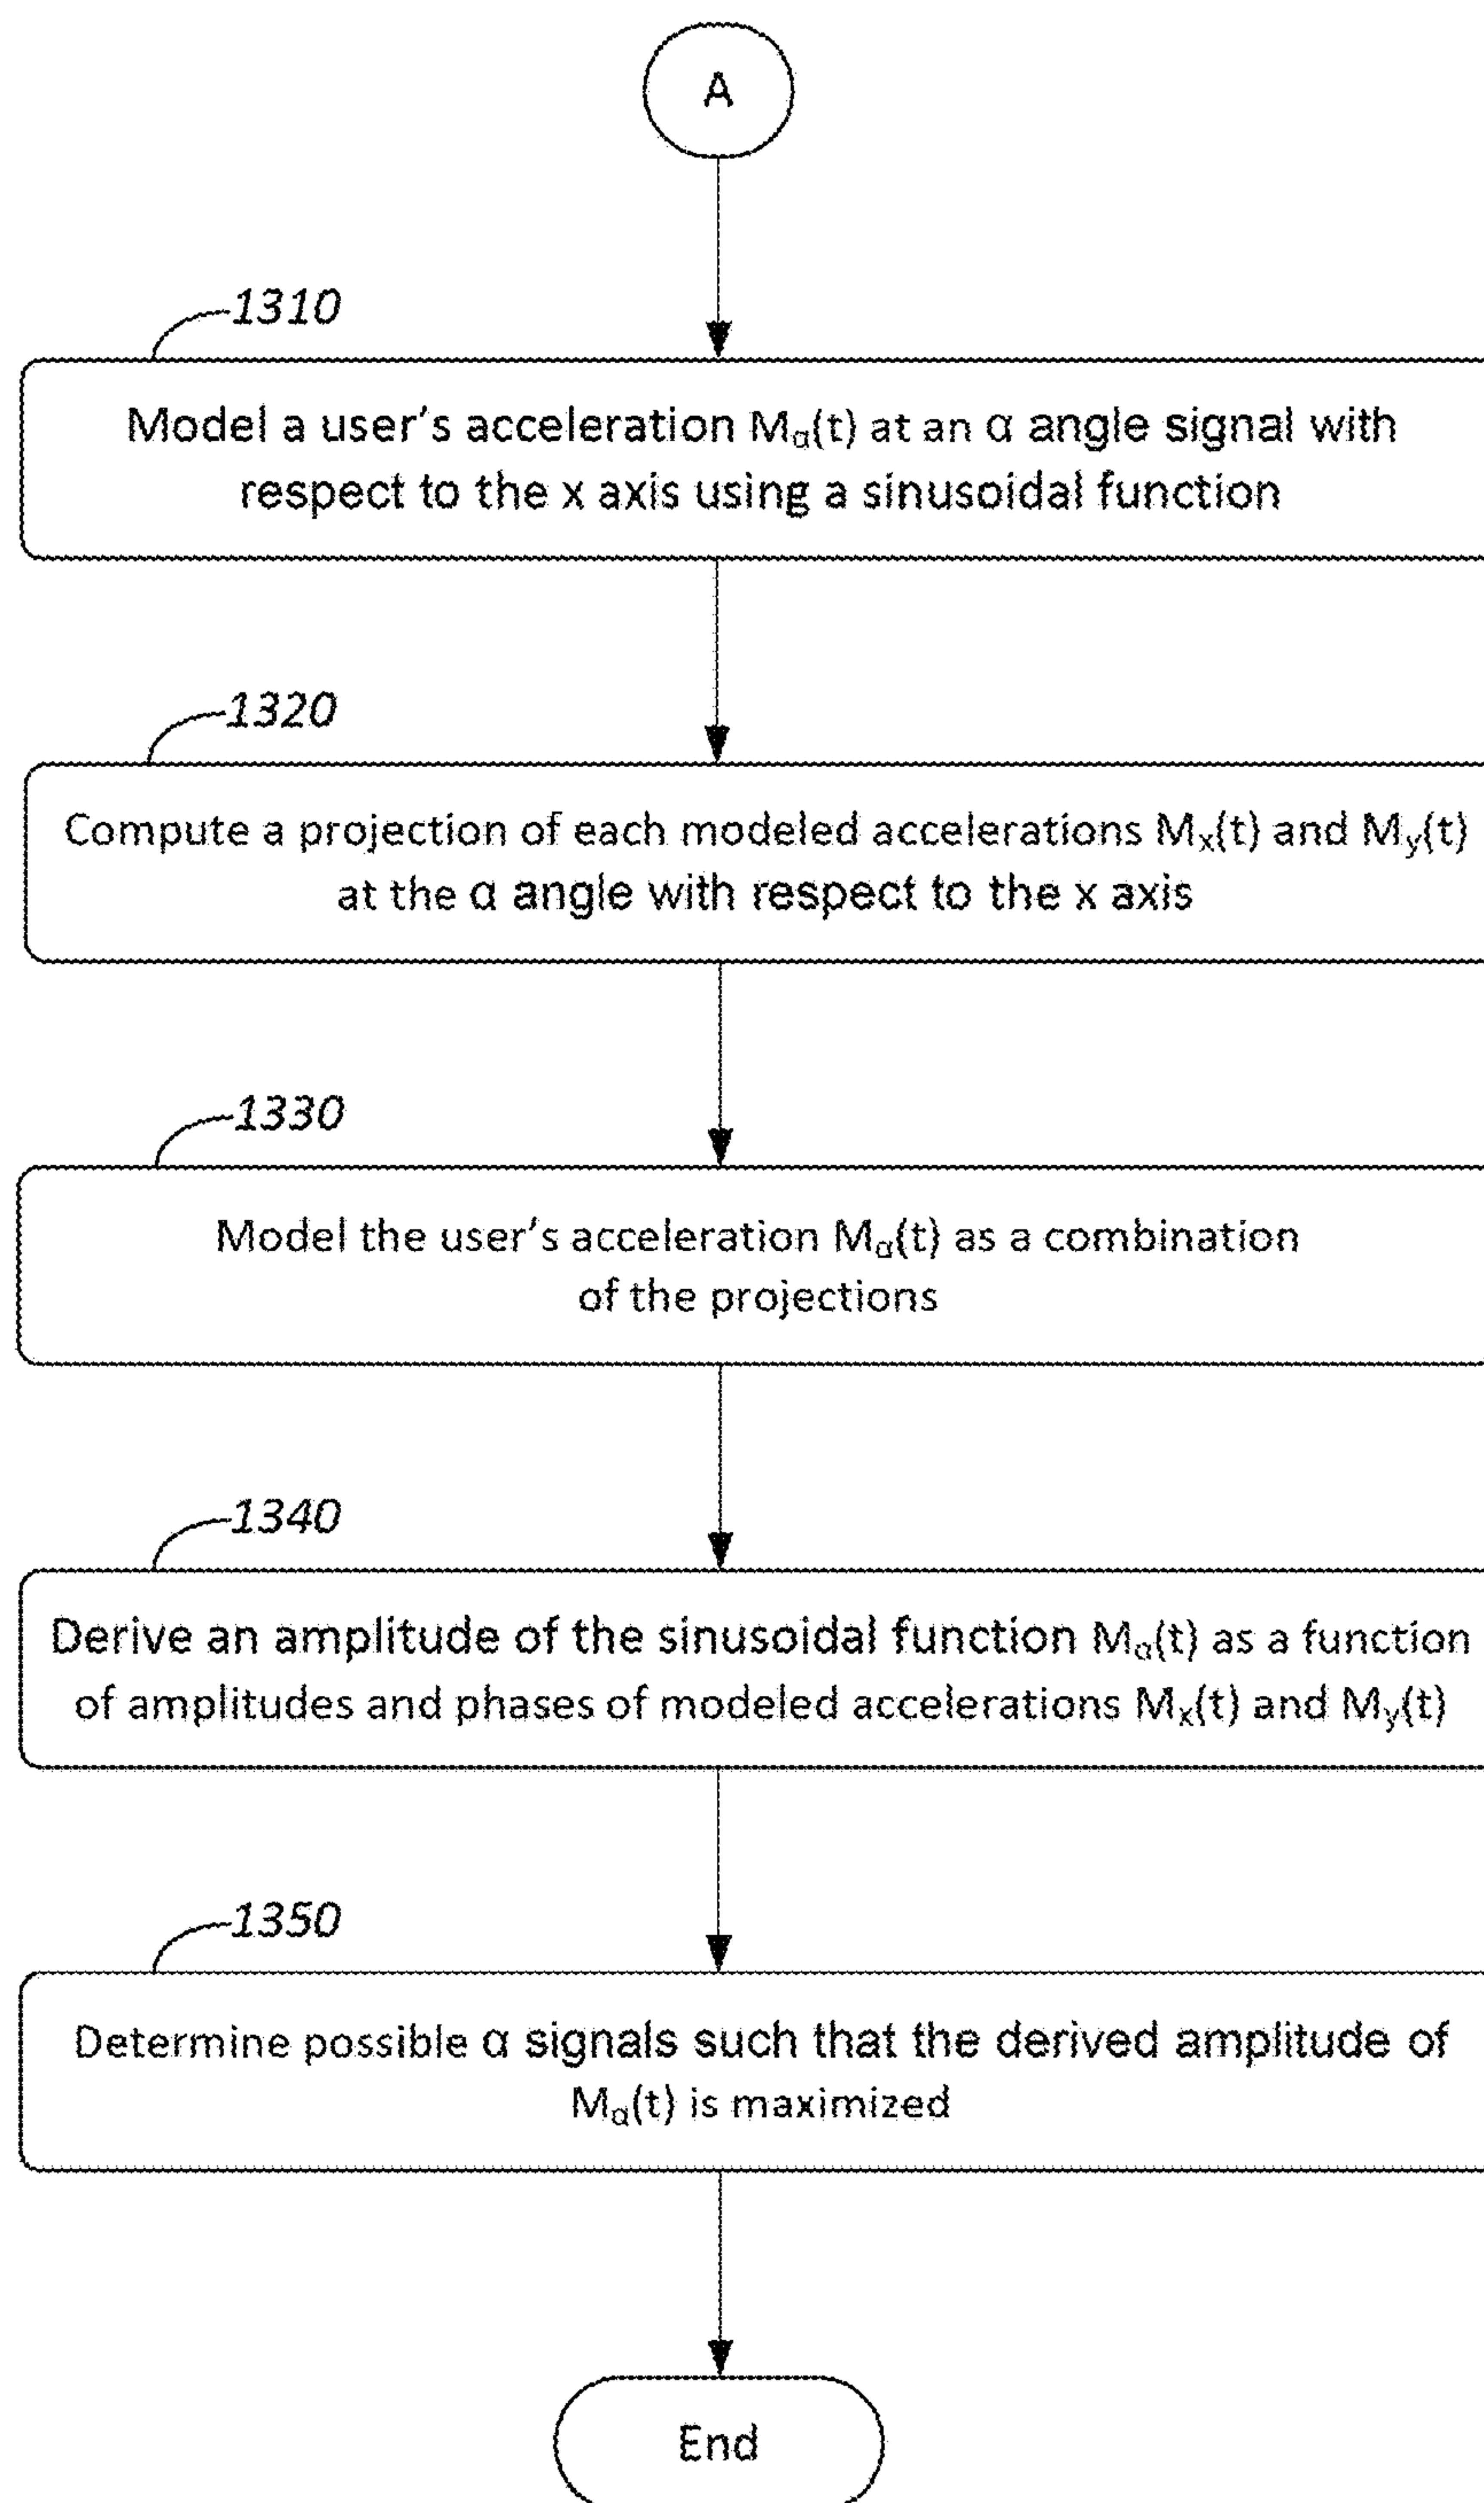 A
1310
Model a user's acceleration Mα(t) at an α angle signal with
respect to the x axis using a sinusoidal function
1320
Compute a projection of each modeled accelerations Mx(t) and My(t)
at the α angle with respect to the x axis
1330
Model the user's acceleration Mα(t) as a combination
of the projections
1340
Derive an amplitude of the sinusoidal function Mα(t) as a function
of amplitudes and phases of modeled accelerations Mx(t) and My(t)
1350
Determine possible α signals such that the derived amplitude of
Mα(t) is maximized
End